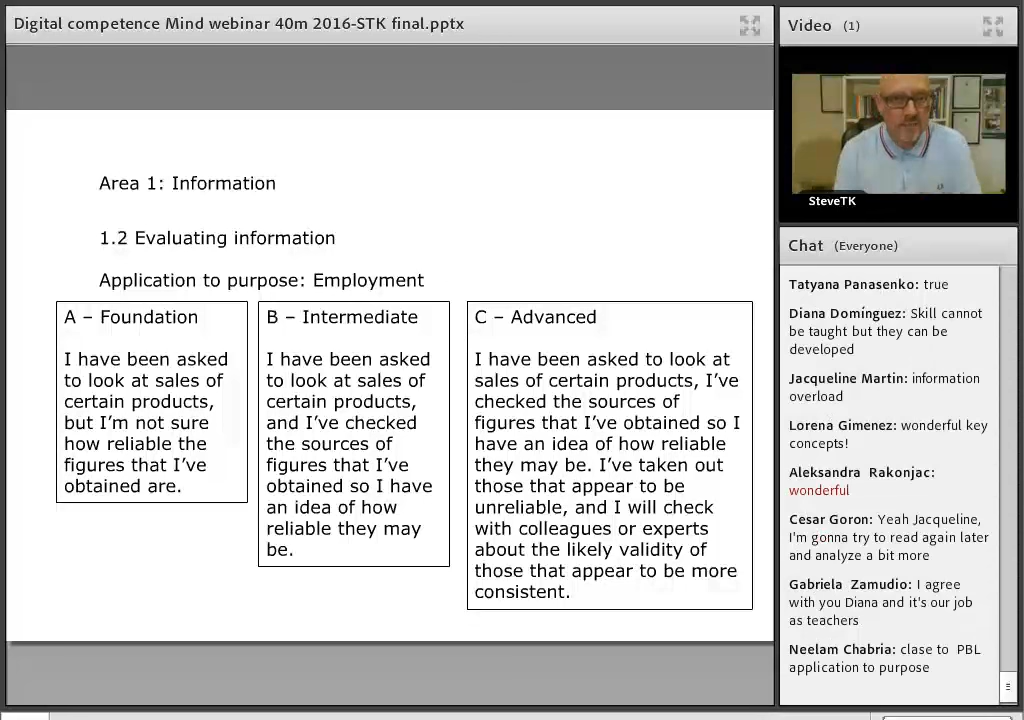 Digital competence Mind webinar 40m 2016-STK final.pptx
Area 1: Information
1.2 Evaluating information
Application to purpose: Employment
A – Foundation
I have been asked
to look at sales of
certain products,
but I'm not sure
how reliable the
figures that I've
obtained are.
B – Intermediate
I have been asked
to look at sales of
certain products,
and I've checked
the sources of
figures that I've
obtained so I have
an idea of how
reliable they may
be.
C – Advanced
I have been asked to look at
sales of certain products, I've
checked the sources of
figures that I've obtained so I
have an idea of how reliable
they may be. I've taken out
those that appear to be
unreliable, and I will check
with colleagues or experts
about the likely validity of
those that appear to be more
consistent.
Video (1)
SteveTK
Chat (Everyone)
Tatyana Panasenko: true
Diana Domínguez: Skill cannot
be taught but they can be
developed
Jacqueline Martin: information
overload
Lorena Gimenez: wonderful key
concepts!
Aleksandra Rakonjac:
wonderful
Cesar Goron: Yeah Jacqueline,
I'm gonna try to read again later
and analyze a bit more
Gabriela Zamudio: I agree
with you Diana and it's our job
as teachers
Neelam Chabria: clase to PBL
application to purpose